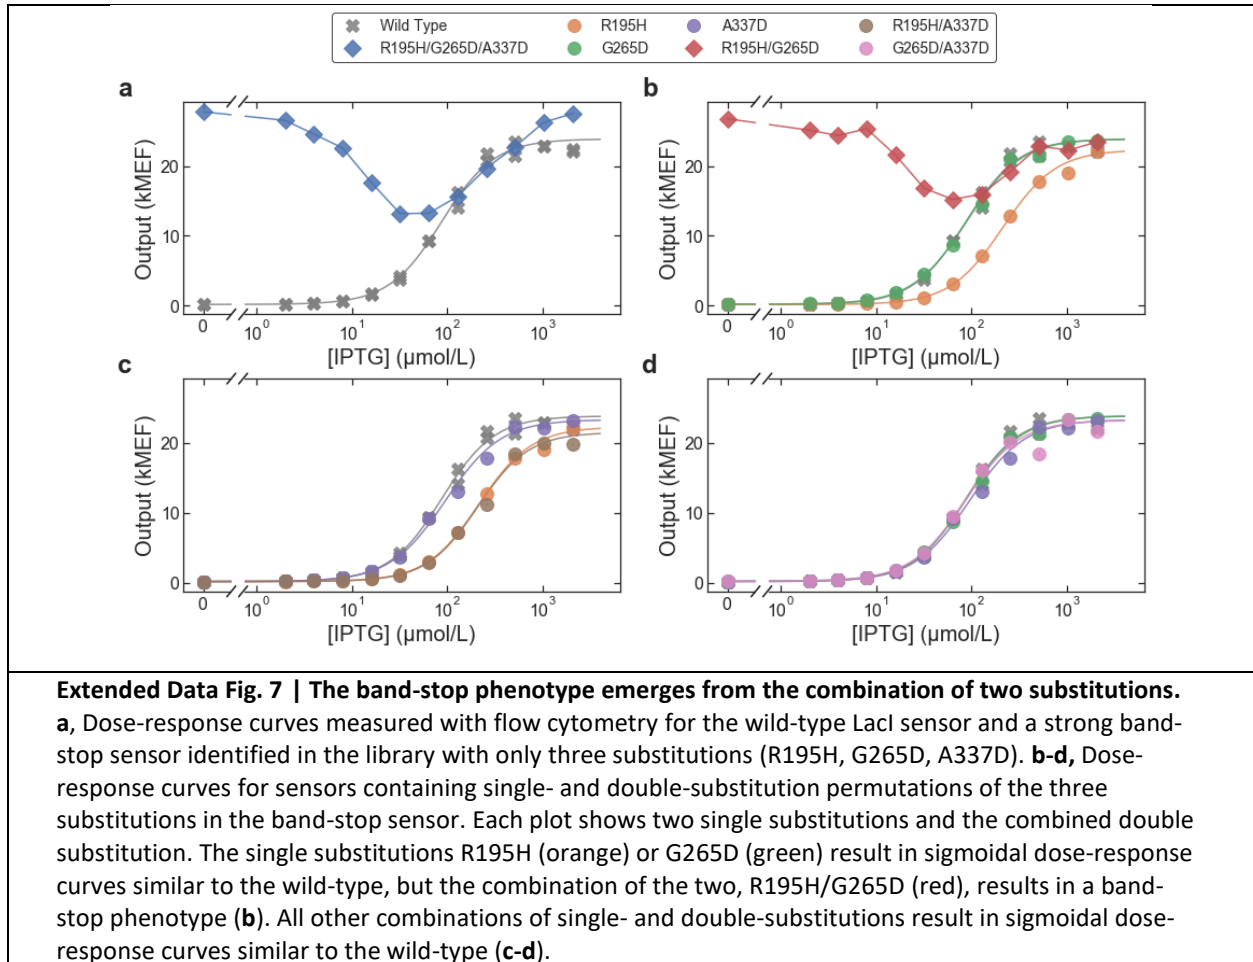 Wild Type R195H A337D R195H/A337D
R195H/G265D/A337D G265D R195H/G265D G265D/A337D
a
b
Output (kMEF)
20
10
0
0 10⁰ 10¹ 10² 10³
[IPTG] (µmol/L)
Output (kMEF)
20
10
0
0 10⁰ 10¹ 10² 10³
[IPTG] (µmol/L)
c
d
Output (kMEF)
20
10
0
0 10⁰ 10¹ 10² 10³
[IPTG] (µmol/L)
Output (kMEF)
20
10
0
0 10⁰ 10¹ 10² 10³
[IPTG] (µmol/L)
Extended Data Fig. 7 | The band-stop phenotype emerges from the combination of two substitutions.
a, Dose-response curves measured with flow cytometry for the wild-type LacI sensor and a strong band-
stop sensor identified in the library with only three substitutions (R195H, G265D, A337D). b-d, Dose-
response curves for sensors containing single- and double-substitution permutations of the three
substitutions in the band-stop sensor. Each plot shows two single substitutions and the combined double
substitution. The single substitutions R195H (orange) or G265D (green) result in sigmoidal dose-response
curves similar to the wild-type, but the combination of the two, R195H/G265D (red), results in a band-
stop phenotype (b). All other combinations of single- and double-substitutions result in sigmoidal dose-
response curves similar to the wild-type (c-d).